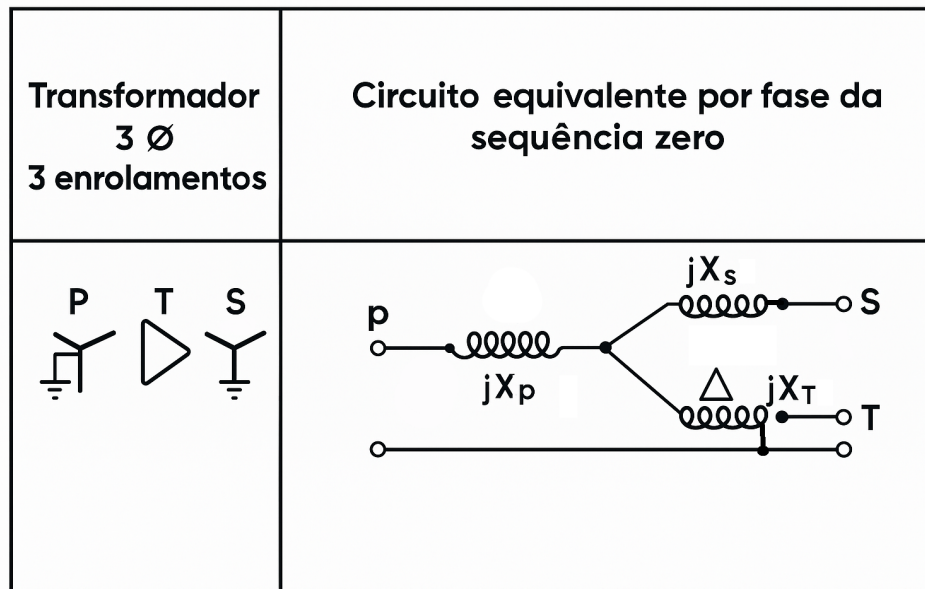 Transformador
3 Ø
3 enrolamentos
Circuito equivalente por fase da
sequência zero
P T S
p
jXs
S
jXp
Δ
jXT
T